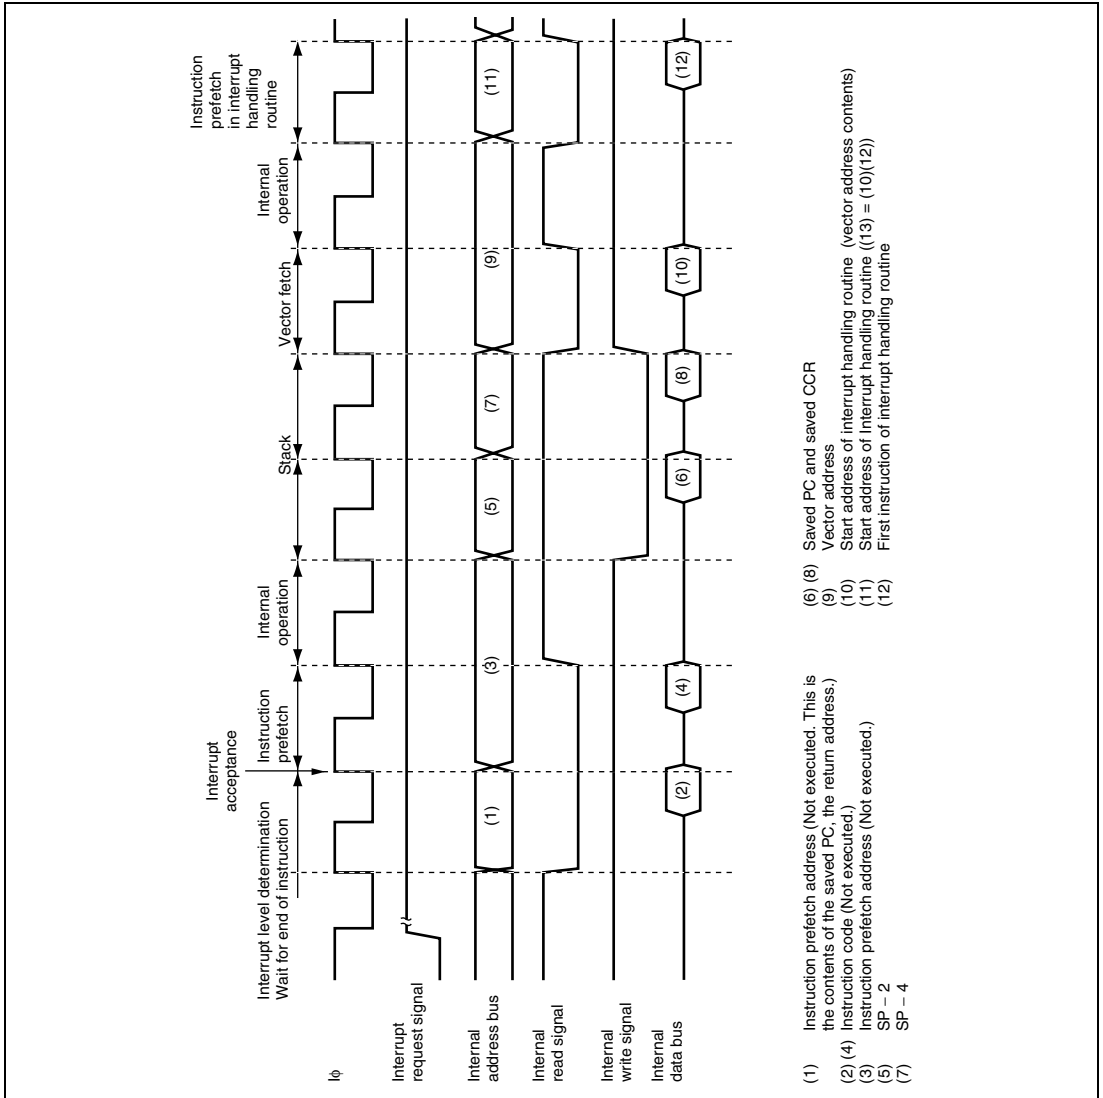 Interrupt level determination
Wait for end of instruction
Interrupt
acceptance
Instruction
prefetch
Internal
operation
Stack
Vector fetch
Internal
operation
Instruction
prefetch
in interrupt
handling
routine
Iϕ
Interrupt
request signal
Internal
address bus
(1)
(3)
(5)
(7)
(9)
(11)
Internal
read signal
Internal
write signal
Internal
data bus
(2)
(4)
(6)
(8)
(10)
(12)
(1) Instruction prefetch address (Not executed. This is
the contents of the saved PC, the return address.)
(2) (4) Instruction code (Not executed.)
(3) Instruction prefetch address (Not executed.)
(5) SP – 2
(7) SP – 4
(6) (8) Saved PC and saved CCR
(9) Vector address
(10) Start address of interrupt handling routine (vector address contents)
(11) Start address of Interrupt handling routine ((13) = (10)(12))
(12) First instruction of interrupt handling routine